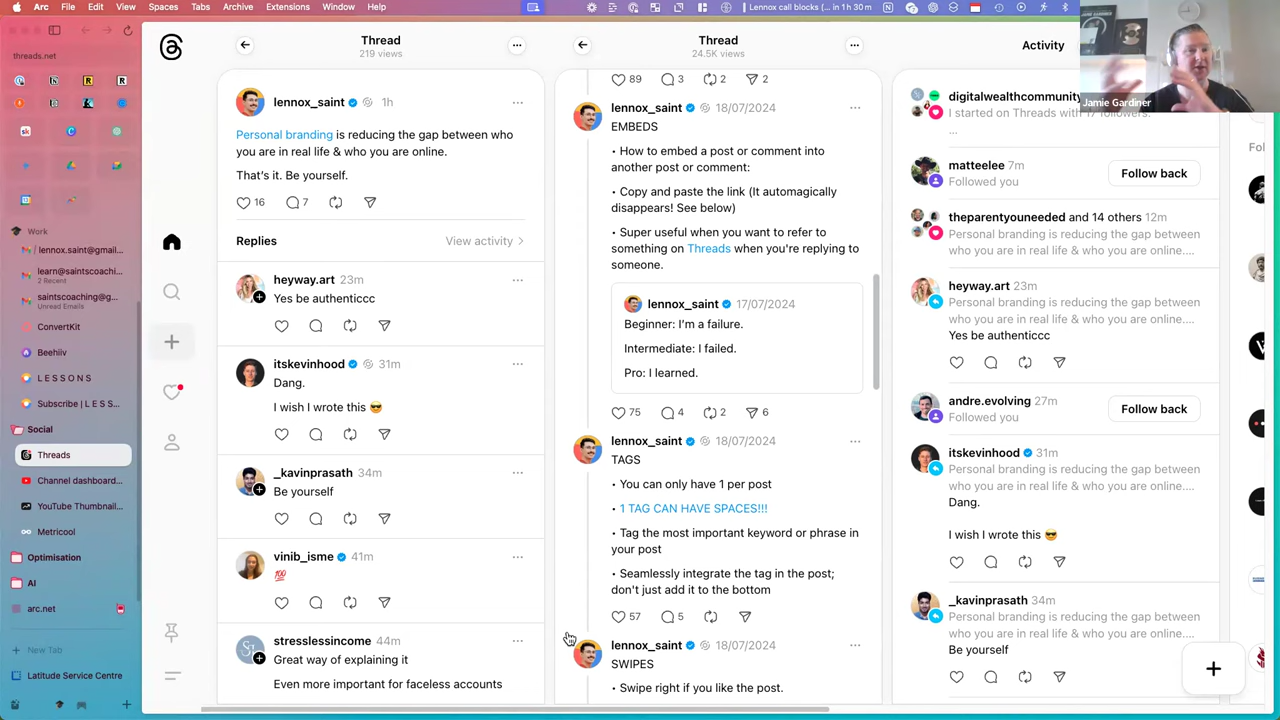 Arc File Edit View Spaces Tabs Archive Extensions Window Help
Lennox call blocks (... in 1h 30 m
threads.net
Work
/ lennox.saint@gmail...
learn@saintscoachi...
2 Recent
saintscoaching@g...
Unread Emails
ConvertKit
Beehiiv
L E S S O N S
Subscribe | L E S S...
Social
Threads
Channel dashboard...
YouTube Thumbnail...
Metricool
Optimisation
AI
arc.net
New Tab
Latitude Service Centre
Thread
219 views
lennox_saint 1h
Personal branding is reducing the gap between who
you are in real life & who you are online.
That's it. Be yourself.
16 7
Replies
View activity
heyway.art 23m
Yes be authenticcc
itskevinhood 31m
Dang.
I wish I wrote this 😎
_kavinprasath 34m
Be yourself
vinib_isme 41m
💯
stresslessincome 44m
Great way of explaining it
Even more important for faceless accounts
Thread
24.5K views
89 3 2 2
lennox_saint 18/07/2024
EMBEDS
• How to embed a post or comment into
another post or comment:
• Copy and paste the link (It automagically
disappears! See below)
• Super useful when you want to refer to
something on Threads when you're replying to
someone.
lennox_saint 17/07/2024
Beginner: I'm a failure.
Intermediate: I failed.
Pro: I learned.
75 4 2 6
lennox_saint 18/07/2024
TAGS
• You can only have 1 per post
• 1 TAG CAN HAVE SPACES!!!
• Tag the most important keyword or phrase in
your post
• Seamlessly integrate the tag in the post;
don't just add it to the bottom
57 5
lennox_saint 18/07/2024
SWIPES
• Swipe right if you like the post.
Activity
digitalwealthcommunity
I started on Threads with 17 followers.
...
matteelee 7m
Followed you
Follow back
theparentyouneeded and 14 others 12m
Personal branding is reducing the gap between
who you are in real life & who you are online....
heyway.art 23m
Personal branding is reducing the gap between
who you are in real life & who you are online....
Yes be authenticcc
andre.evolving 27m
Followed you
Follow back
itskevinhood 31m
Personal branding is reducing the gap between
who you are in real life & who you are online....
Dang.
I wish I wrote this 😎
_kavinprasath 34m
Personal branding is reducing the gap between
who you are in real life & who you are online....
Be yourself
Fol
Jamie Gardiner